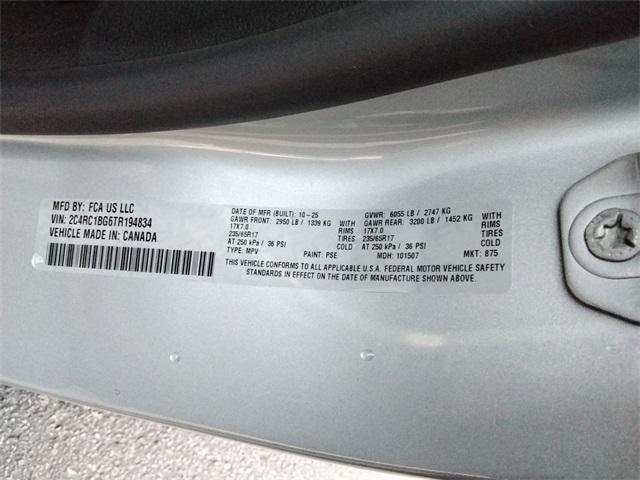 MFD BY: FCA US LLC
VIN: 2C4RC1BG6TR194834
VEHICLE MADE IN: CANADA
DATE OF MFR (BUILT): 10-25 GVWR: 6055 LB / 2747 KG
GAWR FRONT: 2950 LB / 1339 KG WITH GAWR REAR: 3200 LB / 1452 KG WITH
17X7.0 RIMS 17X7.0 RIMS
235/65R17 TIRES 235/65R17 TIRES
AT 250 kPa / 36 PSI COLD AT 250 kPa / 36 PSI COLD
TYPE: MPV PAINT: PSE MDH: 101507 MKT: 875
THIS VEHICLE CONFORMS TO ALL APPLICABLE U.S.A. FEDERAL MOTOR VEHICLE SAFETY
STANDARDS IN EFFECT ON THE DATE OF MANUFACTURE SHOWN ABOVE.